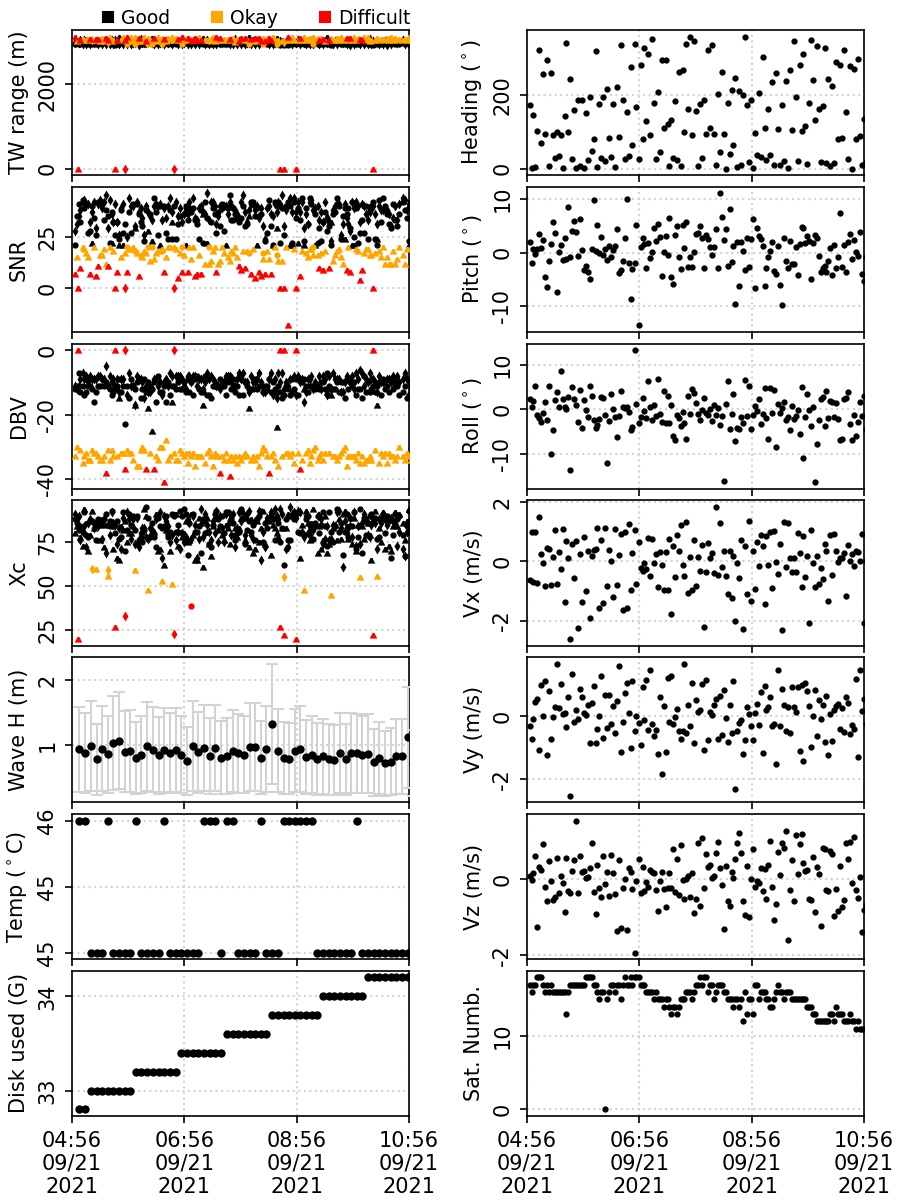 Good Okay Difficult
TW range (m)
2000
0
SNR
25
0
DBV
0
-20
-40
Xc
75
50
25
Wave H (m)
2
1
Temp (°C)
46
45
45
Disk used (G)
34
33
04:56 06:56 08:56 10:56
09/21 09/21 09/21 09/21
2021 2021 2021 2021
Heading (°)
200
0
Pitch (°)
10
0
-10
Roll (°)
10
0
-10
Vx (m/s)
2
0
-2
Vy (m/s)
0
-2
Vz (m/s)
0
-2
Sat. Numb.
10
0
04:56 06:56 08:56 10:56
09/21 09/21 09/21 09/21
2021 2021 2021 2021